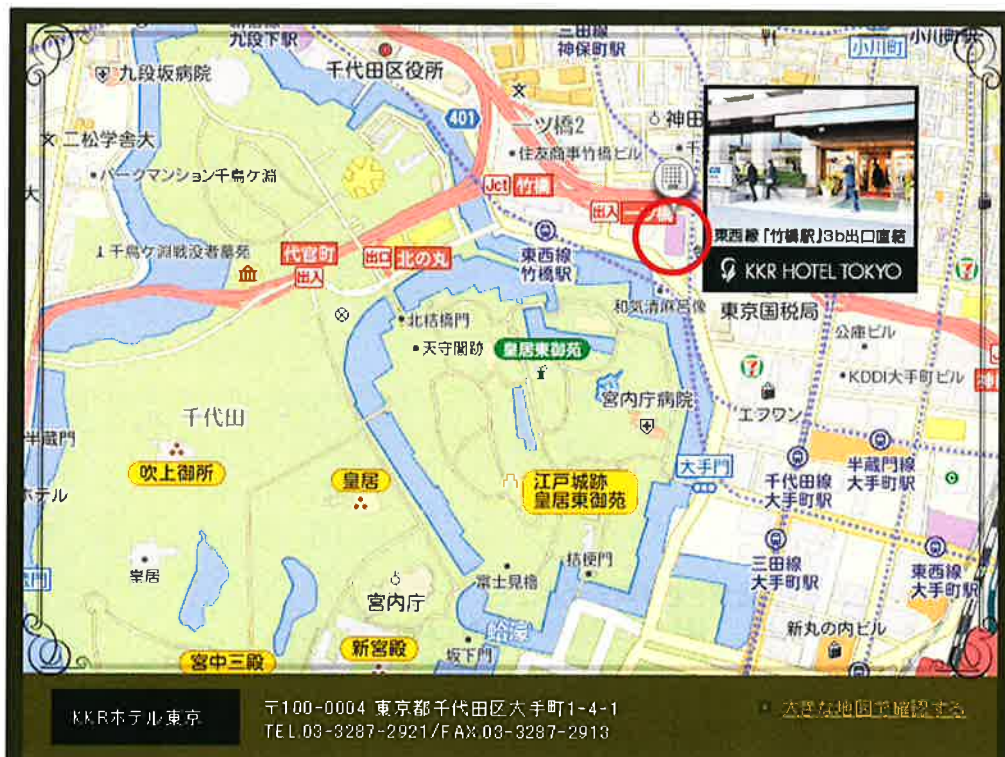 九段下駅
三田線
神保町駅
小川町
千代田区役所
九段坂病院
401
一ツ橋2
神田
二松学舎大
住友商事竹橋ビル
パークマンション千鳥ケ淵
Jct 竹橋
出入 一ツ橋
千鳥ケ淵戦没者墓苑
代官町
出入
出口 北の丸
東西線
竹橋駅
東西線「竹橋駅」3b出口直結
KKR HOTEL TOKYO
和気清麻呂像
東京国税局
北桔橋門
天守閣跡
皇居東御苑
公庫ビル
KDDI大手町ビル
宮内庁病院
エフワン
千代田
半蔵門
ホテル
吹上御所
皇居
江戸城跡
皇居東御苑
大手門
千代田線
大手町駅
半蔵門線
大手町駅
三田線
大手町駅
東西線
大手町駅
皇居
宮内庁
富士見櫓
桔梗門
蛤濠
坂下門
新丸の内ビル
宮中三殿
新宮殿
KKRホテル東京
〒100-0004 東京都千代田区大手町1-4-1
TEL.03-3287-2921/FAX.03-3287-2913
大きな地図で確認する